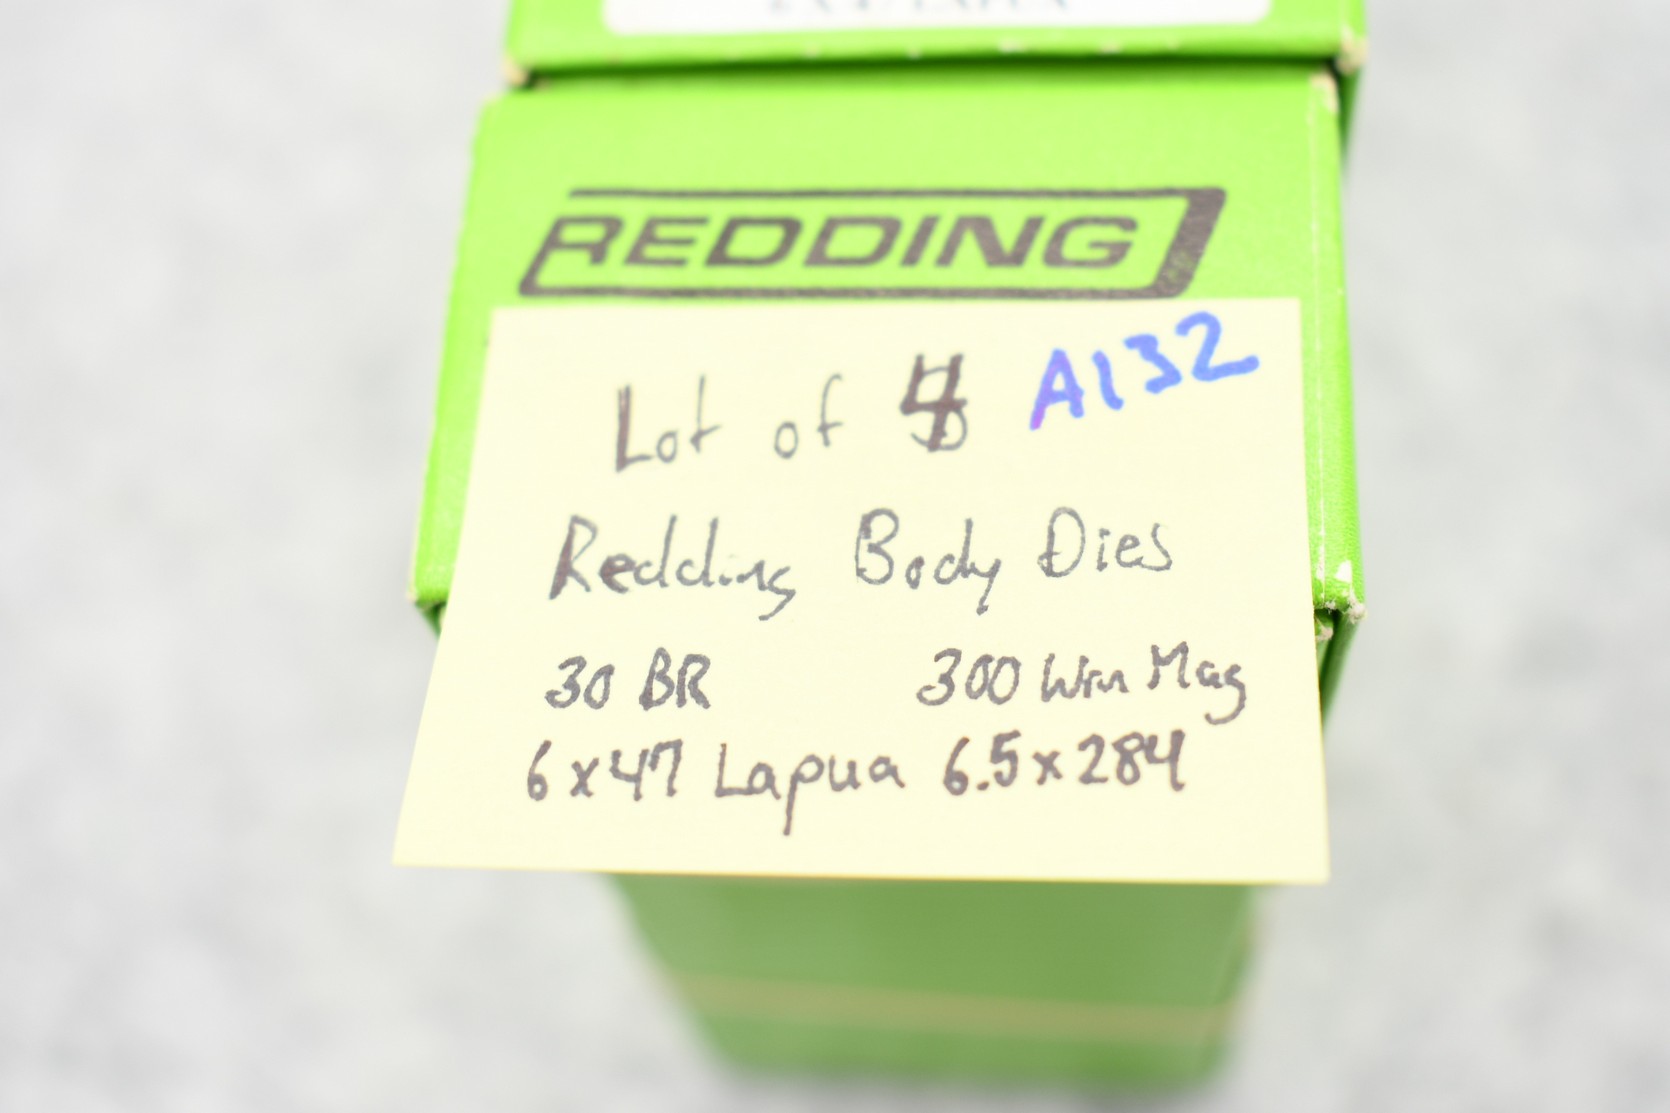 REDDING
Lot of 4 A132
Redding Body Dies
30 BR 300 Win Mag
6x47 Lapua 6.5x284